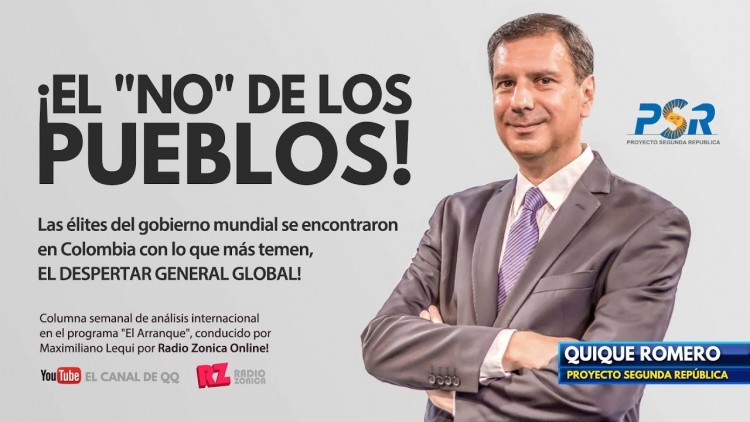 ¡EL "NO" DE LOS
PUEBLOS!
Las élites del gobierno mundial se encontraron
en Colombia con lo que más temen,
EL DESPERTAR GENERAL GLOBAL!
Columna semanal de análisis internacional
en el programa "El Arranque", conducido por
Maximiliano Lequi por Radio Zonica Online!
YouTube EL CANAL DE QQ
RZ RADIO
ZONICA
PSR
PROYECTO SEGUNDA REPUBLICA
QUIQUE ROMERO
PROYECTO SEGUNDA REPÚBLICA